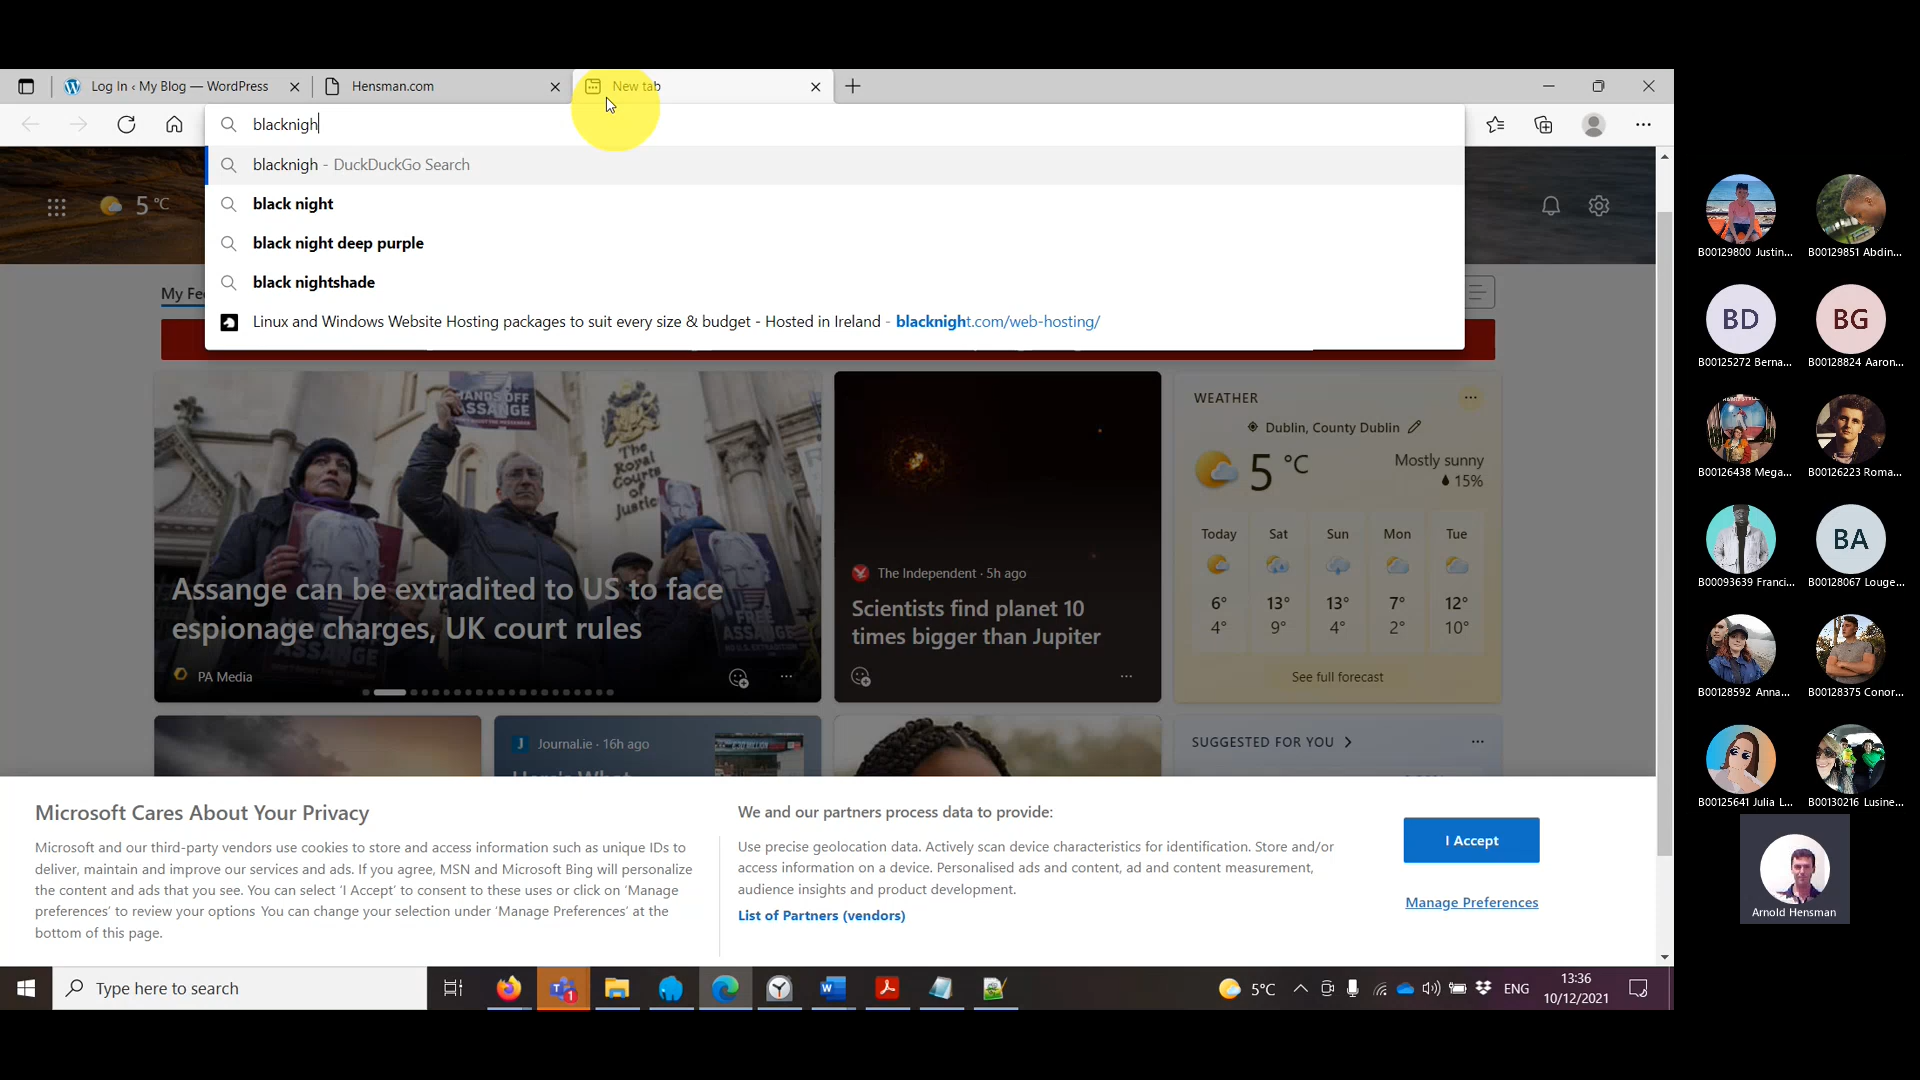 Log In ‹ My Blog — WordPress
Hensman.com
New tab
blacknigh
blacknigh - DuckDuckGo Search
black night
black night deep purple
black nightshade
Linux and Windows Website Hosting packages to suit every size & budget - Hosted in Ireland - blacknight.com/web-hosting/
5 °C
My Fe
HANDS OFF
ASSANGE
The
Royal
Courts
of
Justice
FREE
ASSANGE
Assange can be extradited to US to face
espionage charges, UK court rules
PA Media
The Independent · 5h ago
Scientists find planet 10
times bigger than Jupiter
WEATHER
Dublin, County Dublin
5 °C
Mostly sunny
15%
Today Sat Sun Mon Tue
6° 13° 13° 7° 12°
4° 9° 4° 2° 10°
See full forecast
Journal.ie · 16h ago
SUGGESTED FOR YOU
Microsoft Cares About Your Privacy
Microsoft and our third-party vendors use cookies to store and access information such as unique IDs to
deliver, maintain and improve our services and ads. If you agree, MSN and Microsoft Bing will personalize
the content and ads that you see. You can select 'I Accept' to consent to these uses or click on 'Manage
preferences' to review your options You can change your selection under 'Manage Preferences' at the
bottom of this page.
We and our partners process data to provide:
Use precise geolocation data. Actively scan device characteristics for identification. Store and/or
access information on a device. Personalised ads and content, ad and content measurement,
audience insights and product development.
List of Partners (vendors)
I Accept
Manage Preferences
Type here to search
1
5°C
ENG
13:36
10/12/2021
B00129800 Justin...
B00129851 Abdin...
BD
BG
B00125272 Berna...
B00128824 Aaron...
B00126438 Mega...
B00126223 Roma...
BA
B00093639 Franci...
B00128067 Louge...
B00128592 Anna...
B00128375 Conor...
B00125641 Julia L...
B00130216 Lusine...
Arnold Hensman